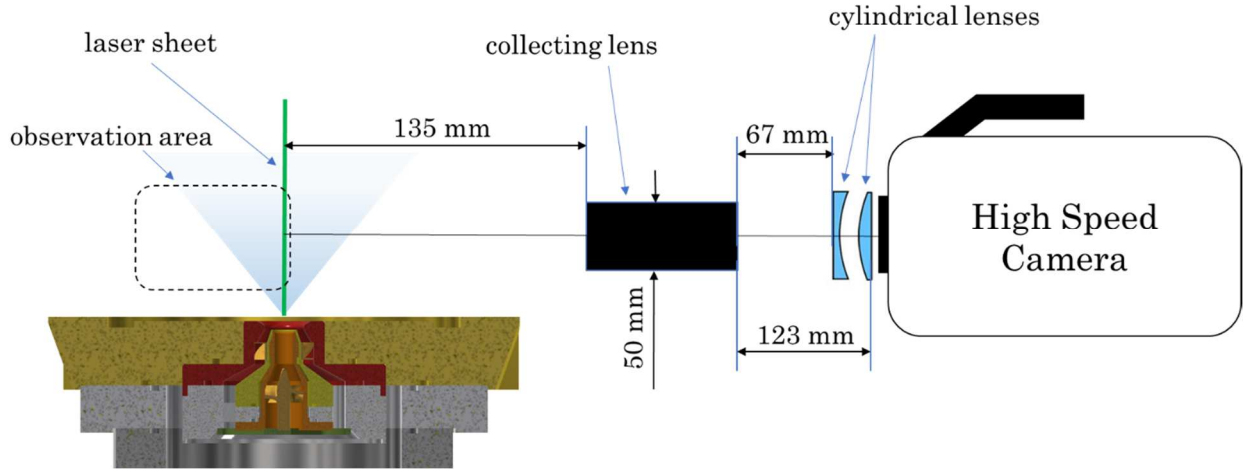 cylindrical lenses
laser sheet
collecting lens
observation area
135 mm
67 mm
High Speed
Camera
50 mm
123 mm